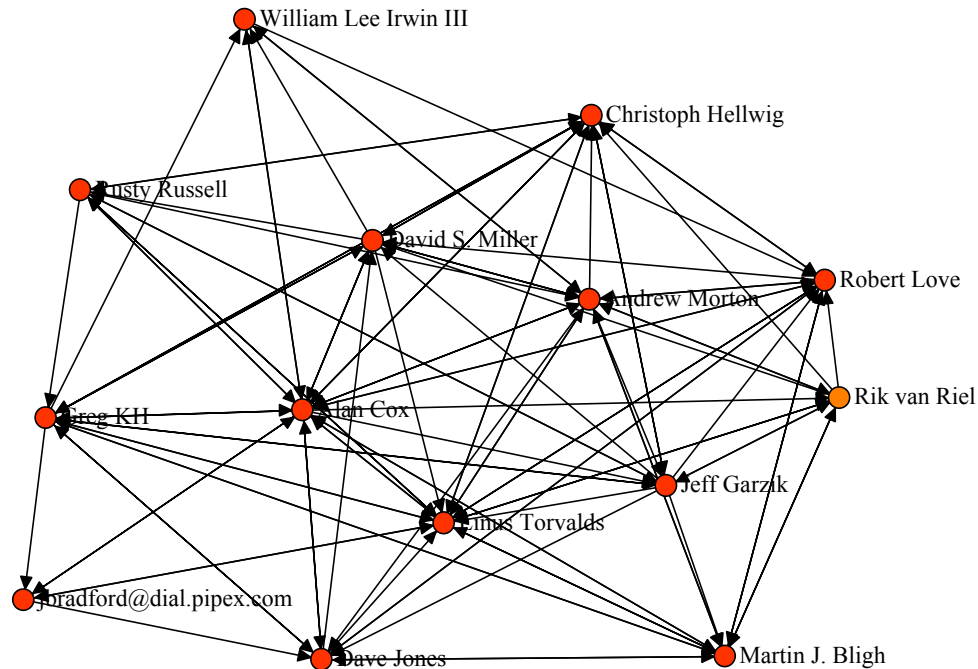 William Lee Irwin III
Christoph Hellwig
Rusty Russell
David S. Miller
Robert Love
Andrew Morton
Rik van Riel
Greg KH
Alan Cox
Jeff Garzik
Linus Torvalds
jbradford@dial.pipex.com
Dave Jones
Martin J. Bligh